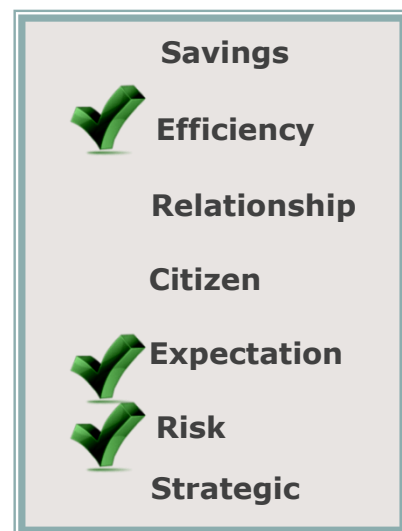 Savings
Efficiency
Relationship
Citizen
Expectation
Risk
Strategic